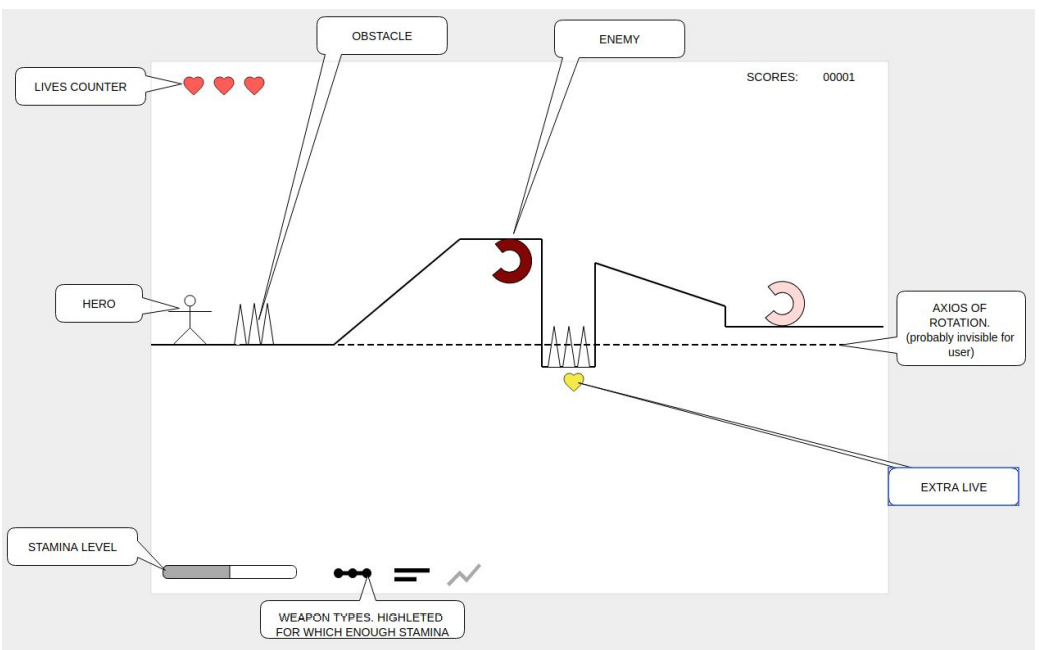 OBSTACLE
ENEMY
LIVES COUNTER
SCORES: 00001
HERO
AXIOS OF
ROTATION.
(probably invisible for
user)
EXTRA LIVE
STAMINA LEVEL
WEAPON TYPES. HIGHLETED
FOR WHICH ENOUGH STAMINA